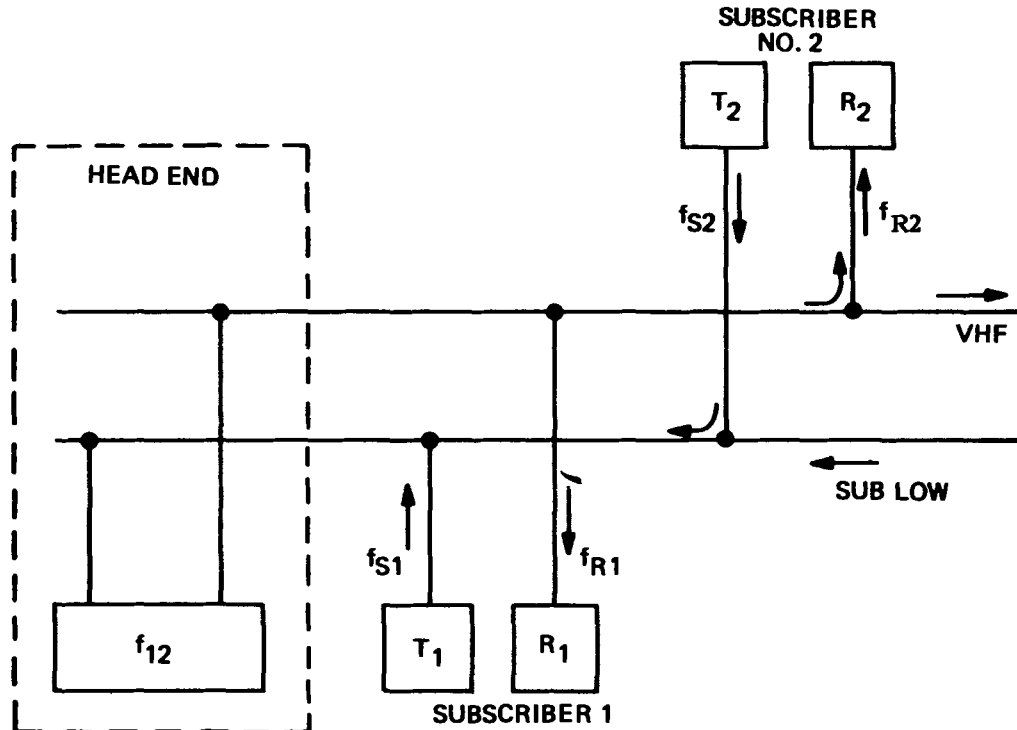 SUBSCRIBER
NO. 2
T2
R2
HEAD END
fS2
fR2
VHF
SUB LOW
fS1
fR1
f12
T1
R1
SUBSCRIBER 1